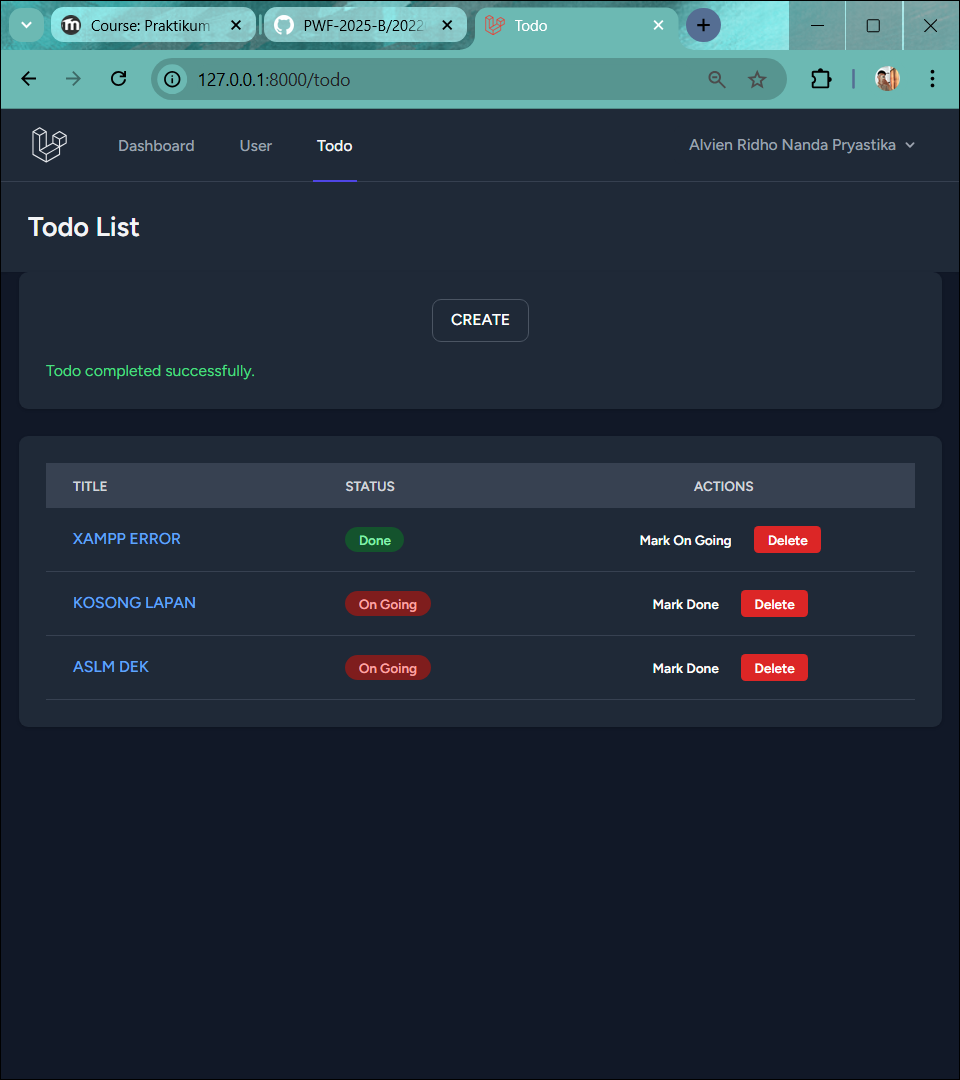 Course: Praktikum
PWF-2025-B/2022
Todo
127.0.0.1:8000/todo
Dashboard User Todo Alvien Ridho Nanda Pryastika
Todo List
CREATE
Todo completed successfully.
TITLE STATUS ACTIONS
XAMPP ERROR Done Mark On Going Delete
KOSONG LAPAN On Going Mark Done Delete
ASLM DEK On Going Mark Done Delete